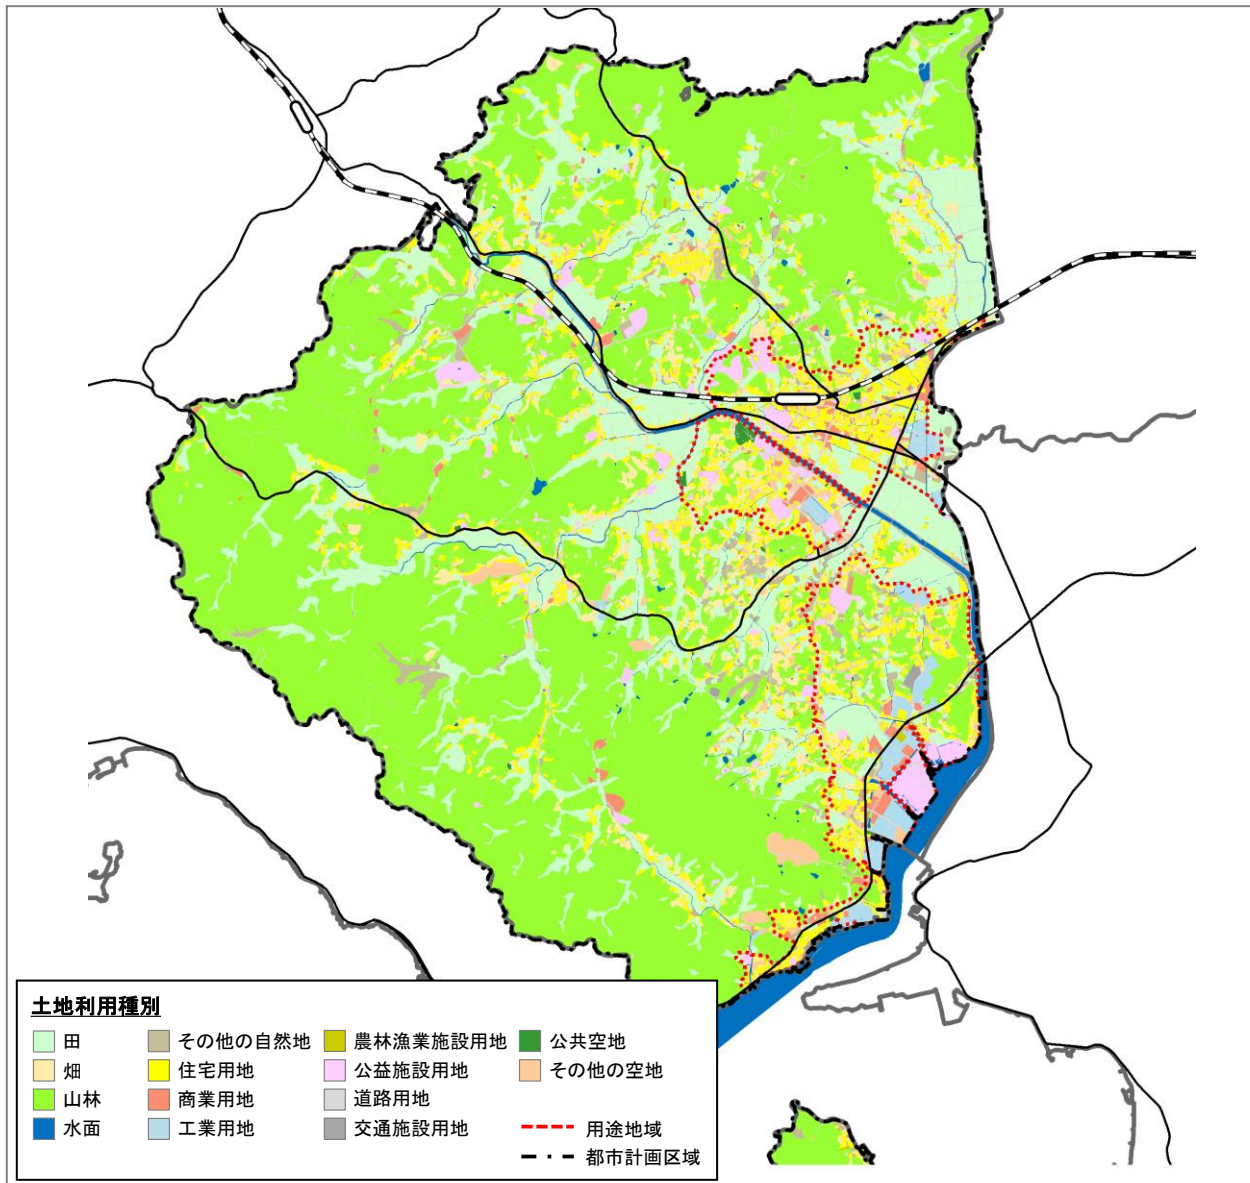 土地利用種別
田
畑
山林
水面
その他の自然地
住宅用地
商業用地
工業用地
農林漁業施設用地
公益施設用地
道路用地
交通施設用地
公共空地
その他の空地
用途地域
都市計画区域